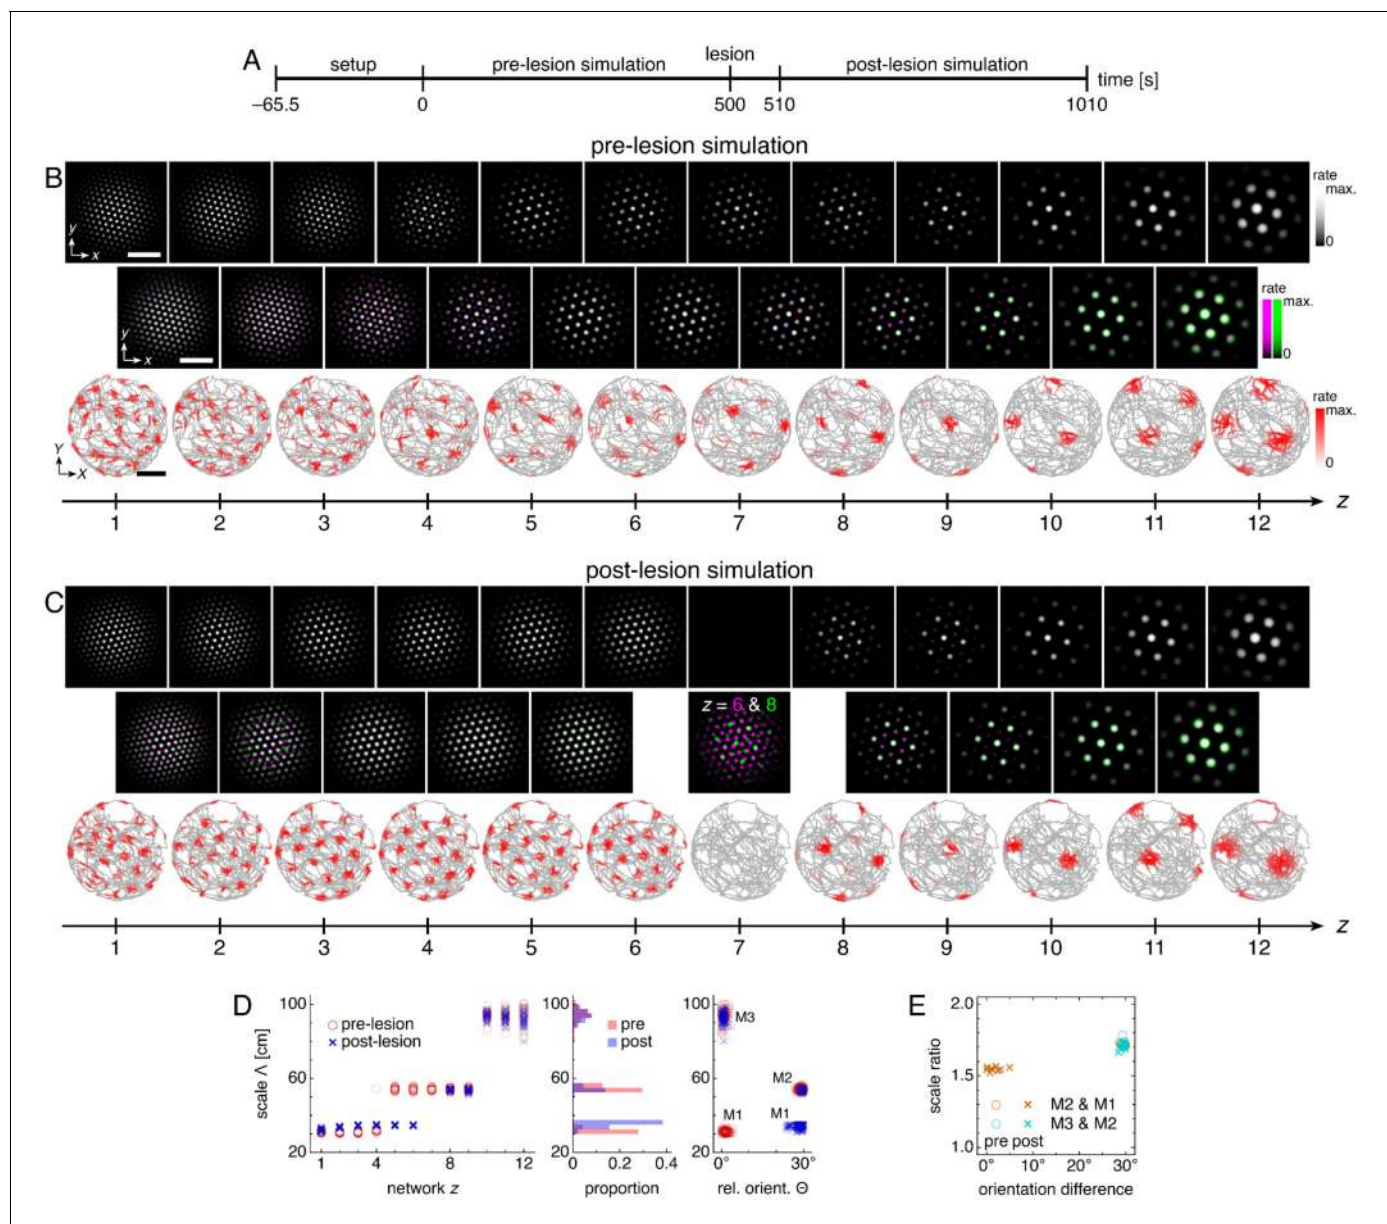 A
setup
pre-lesion simulation
lesion
post-lesion simulation
time [s]
−65.5 0 500 510 1010
pre-lesion simulation
B
y
x
rate
max.
0
y
x
rate
max.
0
Y
X
rate
max.
0
1 2 3 4 5 6 7 8 9 10 11 12
z
post-lesion simulation
C
z = 6 & 8
1 2 3 4 5 6 7 8 9 10 11 12
z
D
scale Λ [cm]
100
60
20
pre-lesion
post-lesion
1 4 8 12
network z
100
60
20
pre
post
0 0.2 0.4
proportion
100
60
20
M3
M2
M1
M1
0° 30°
rel. orient. Θ
E
scale ratio
2.0
1.5
1.0
M2 & M1
M3 & M2
pre post
0° 10° 20° 30°
orientation difference